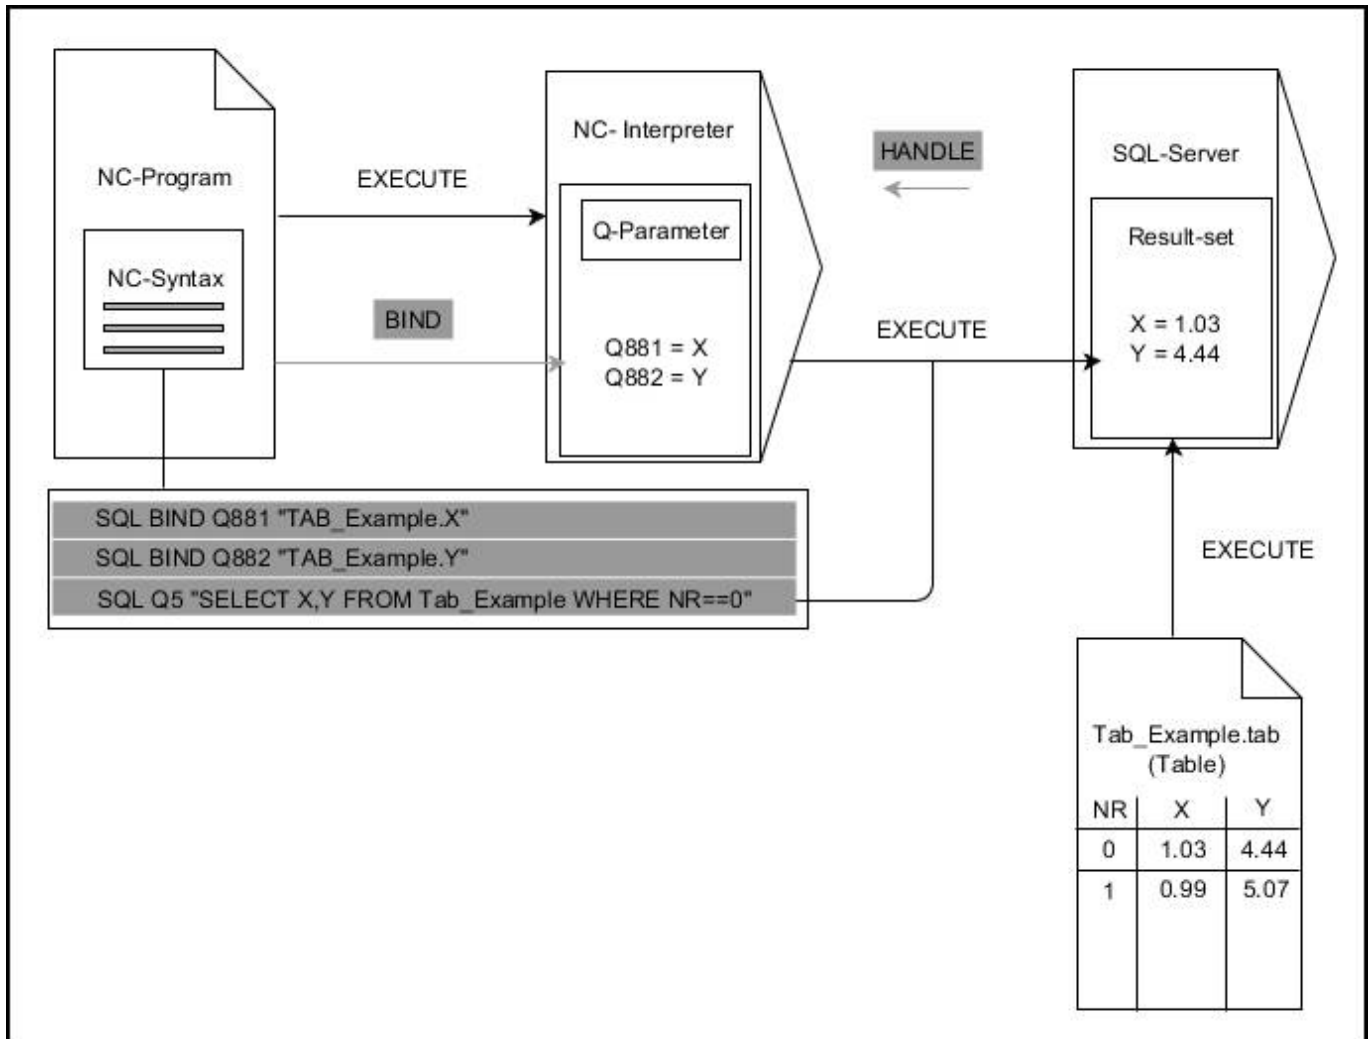 NC-Program
NC-Syntax
EXECUTE
BIND
NC- Interpreter
Q-Parameter
Q881 = X
Q882 = Y
HANDLE
EXECUTE
SQL-Server
Result-set
X = 1.03
Y = 4.44
SQL BIND Q881 "TAB_Example.X"
SQL BIND Q882 "TAB_Example.Y"
SQL Q5 "SELECT X,Y FROM Tab_Example WHERE NR==0"
EXECUTE
Tab_Example.tab
(Table)
NR X Y
0 1.03 4.44
1 0.99 5.07